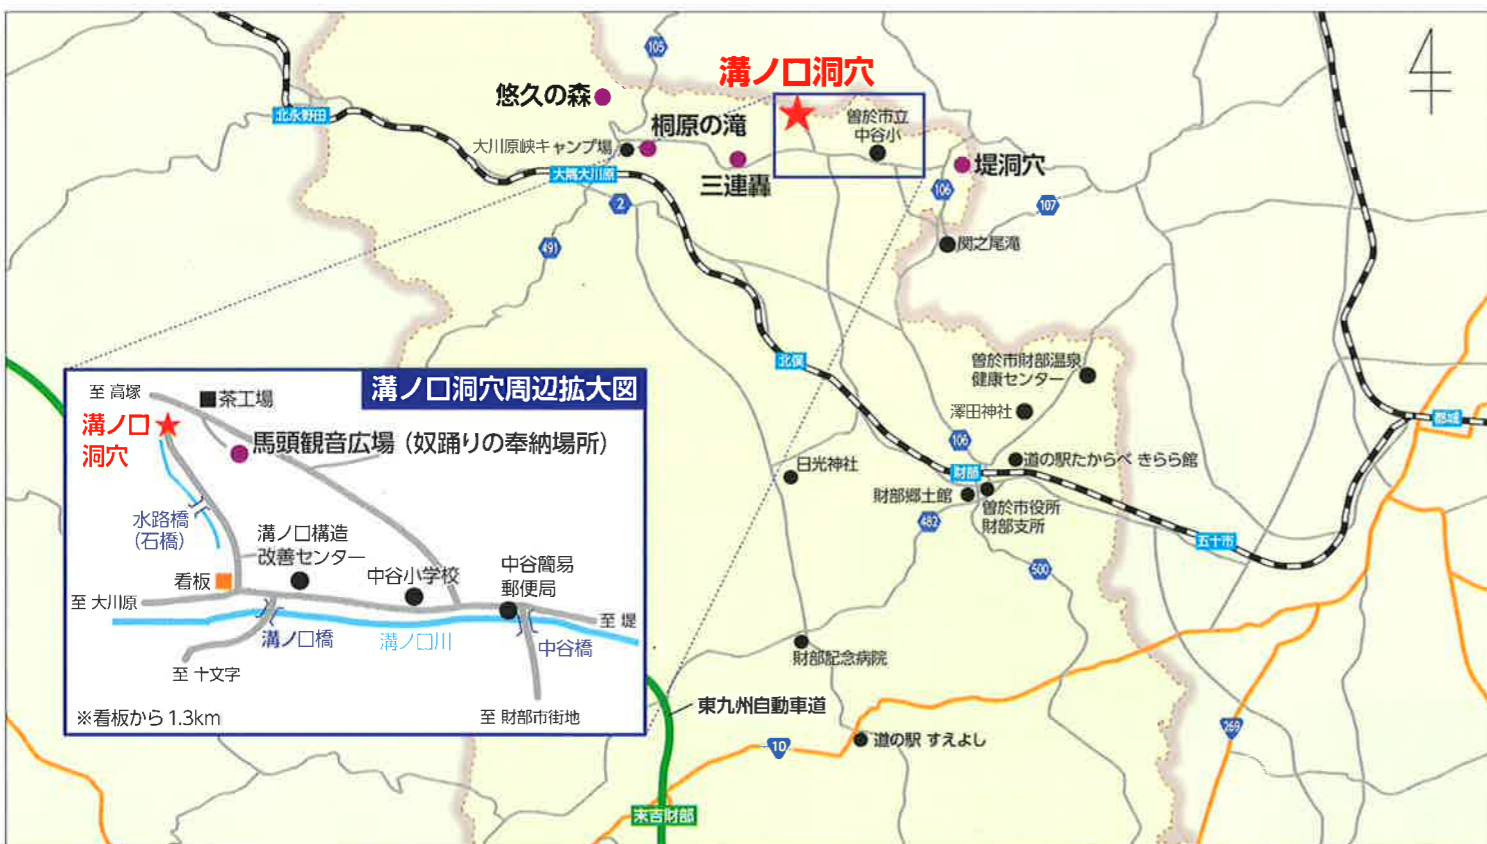 溝ノ口洞穴
105
悠久の森
北永野田
桐原の滝
曽於市立
中谷小
大川原峡キャンプ場
大隅大川原
三連轟
堤洞穴
106
107
2
491
関之尾滝
北俣
曽於市財部温泉
健康センター
澤田神社
都城
106
道の駅たからべ きらら館
日光神社
財部
財部郷土館
曽於市役所
財部支所
482
五十市
500
財部記念病院
東九州自動車道
10
道の駅 すえよし
269
末吉財部
溝ノ口洞穴周辺拡大図
至 高塚
茶工場
溝ノ口
洞穴
馬頭観音広場（奴踊りの奉納場所）
水路橋
（石橋）
溝ノ口構造
改善センター
中谷小学校
中谷簡易
郵便局
看板
至 大川原
至 堤
溝ノ口橋
溝ノ口川
中谷橋
至 十文字
※看板から1.3km
至 財部市街地